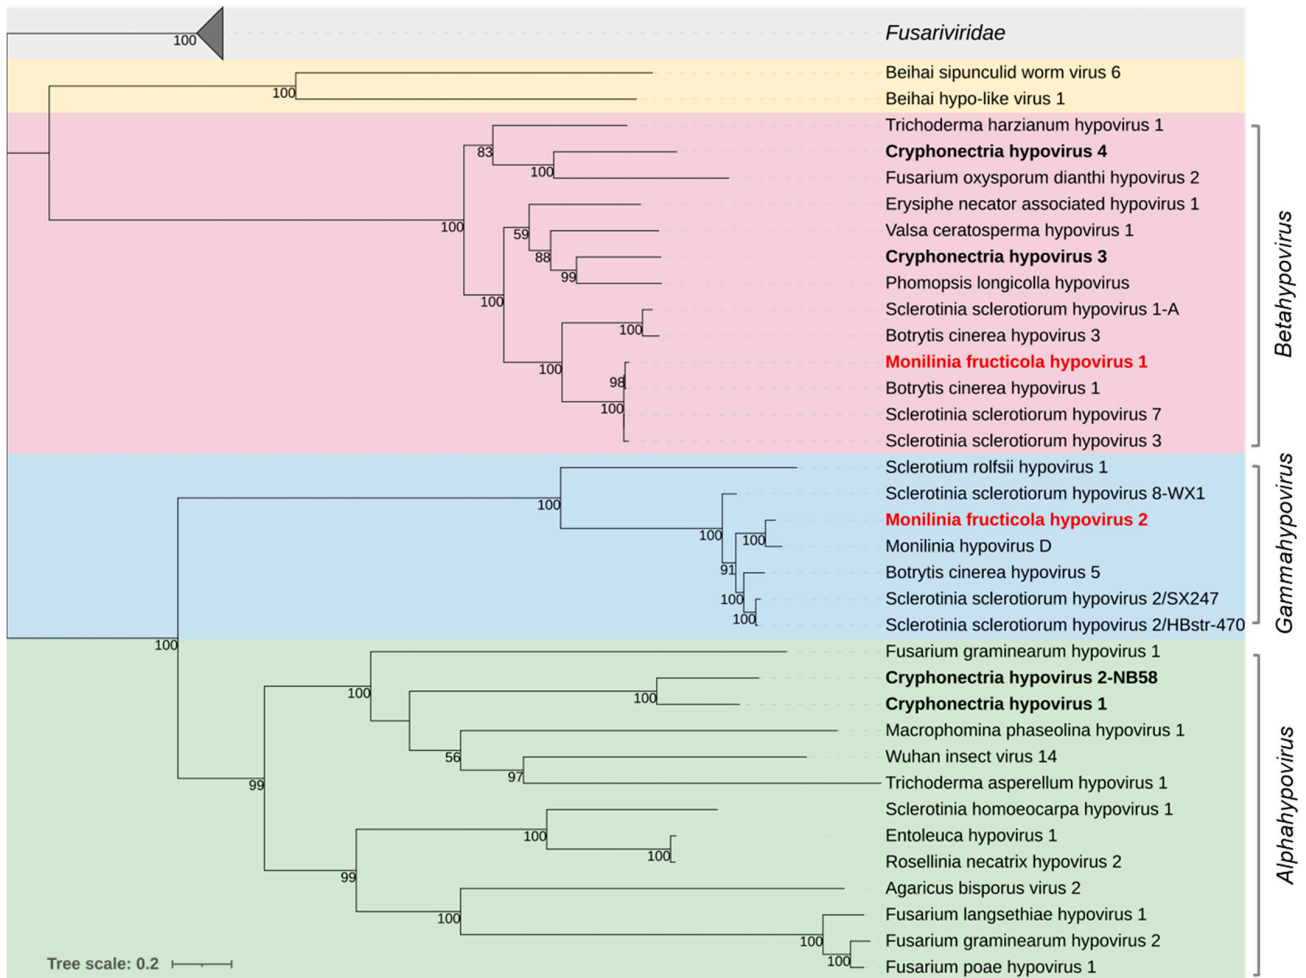 Fusariviridae
100
Beihai sipunculid worm virus 6
100
Beihai hypo-like virus 1
Trichoderma harzianum hypovirus 1
83
Cryphonectria hypovirus 4
100
Fusarium oxysporum dianthi hypovirus 2
Erysiphe necator associated hypovirus 1
100
59
Valsa ceratosperma hypovirus 1
88
Cryphonectria hypovirus 3
99
Phomopsis longicolla hypovirus
100
Sclerotinia sclerotiorum hypovirus 1-A
100
Botrytis cinerea hypovirus 3
100
Monilinia fructicola hypovirus 1
98
Botrytis cinerea hypovirus 1
100
Sclerotinia sclerotiorum hypovirus 7
Sclerotinia sclerotiorum hypovirus 3
Betahypovirus
Sclerotium rolfsii hypovirus 1
100
Sclerotinia sclerotiorum hypovirus 8-WX1
Monilinia fructicola hypovirus 2
100
100
Monilinia hypovirus D
91
Botrytis cinerea hypovirus 5
100
Sclerotinia sclerotiorum hypovirus 2/SX247
100
Sclerotinia sclerotiorum hypovirus 2/HBstr-470
Gammahypovirus
100
Fusarium graminearum hypovirus 1
100
Cryphonectria hypovirus 2-NB58
100
Cryphonectria hypovirus 1
Macrophomina phaseolina hypovirus 1
56
Wuhan insect virus 14
97
Trichoderma asperellum hypovirus 1
99
Sclerotinia homoeocarpa hypovirus 1
100
Entoleuca hypovirus 1
100
Rosellinia necatrix hypovirus 2
99
Agaricus bisporus virus 2
100
Fusarium langsethiae hypovirus 1
100
Fusarium graminearum hypovirus 2
100
Fusarium poae hypovirus 1
Alphahypovirus
Tree scale: 0.2